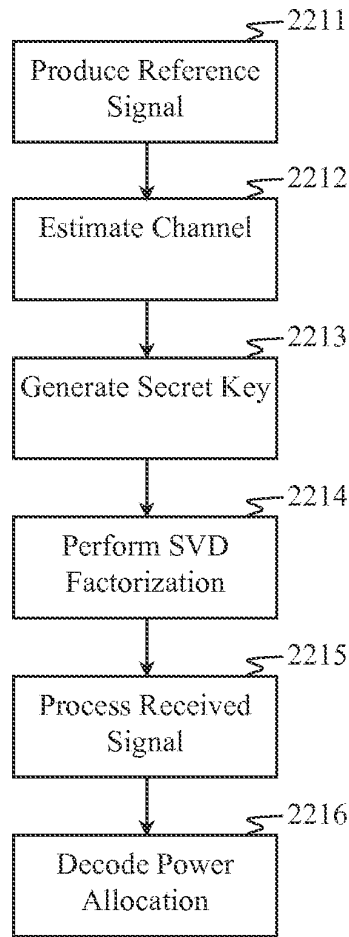 2211
Produce Reference
Signal
2212
Estimate Channel
2213
Generate Secret Key
2214
Perform SVD
Factorization
2215
Process Received
Signal
2216
Decode Power
Allocation